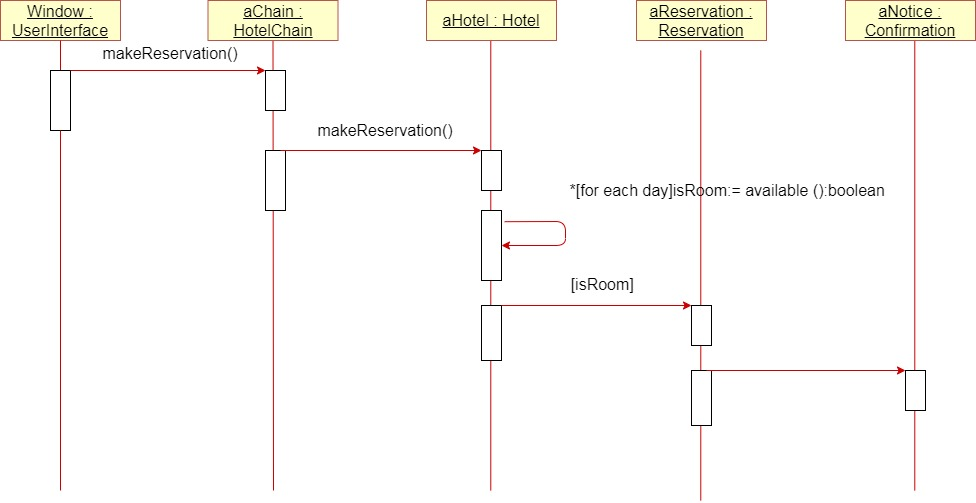 Window :
UserInterface
aChain :
HotelChain
aHotel : Hotel
aReservation :
Reservation
aNotice :
Confirmation
makeReservation()
makeReservation()
*[for each day]isRoom:= available ():boolean
[isRoom]